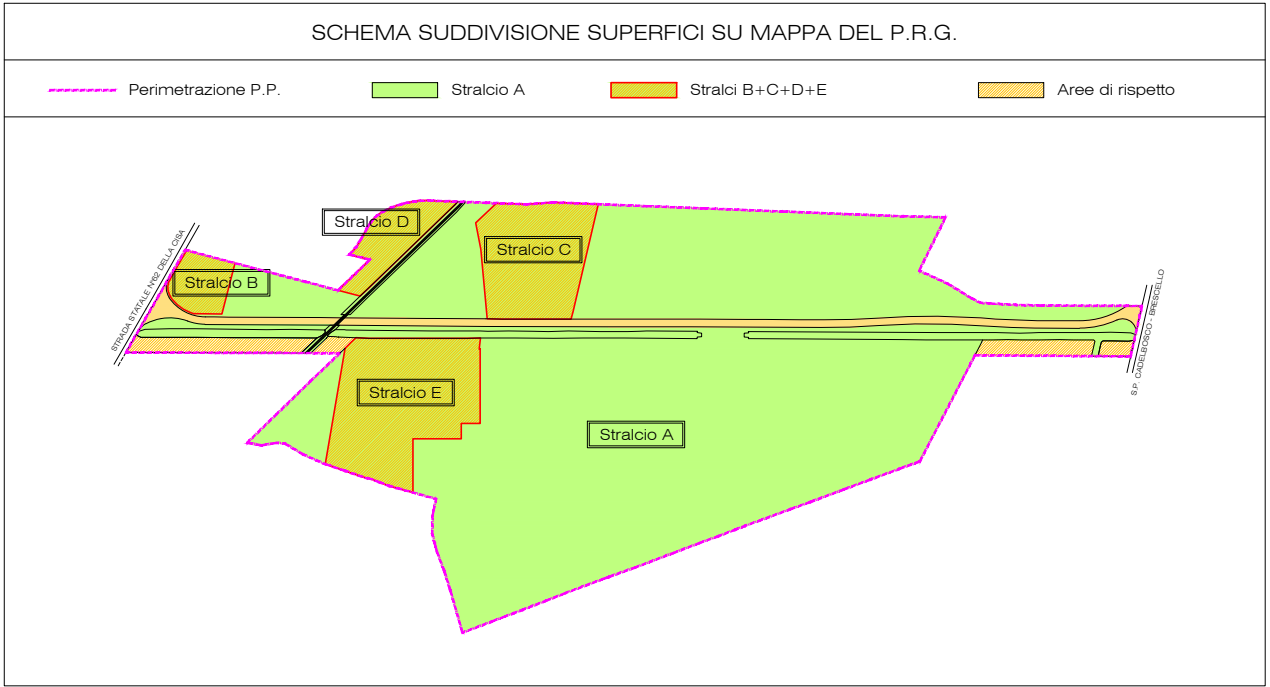 SCHEMA SUDDIVISIONE SUPERFICI SU MAPPA DEL P.R.G.
Perimetrazione P.P.
Stralcio A
Stralci B+C+D+E
Aree di rispetto
Stralcio D
Stralcio C
Stralcio B
STRADA STATALE N°62 DELLA CISA
S.P. CADELBOSCO - BRESCELLO
Stralcio E
Stralcio A